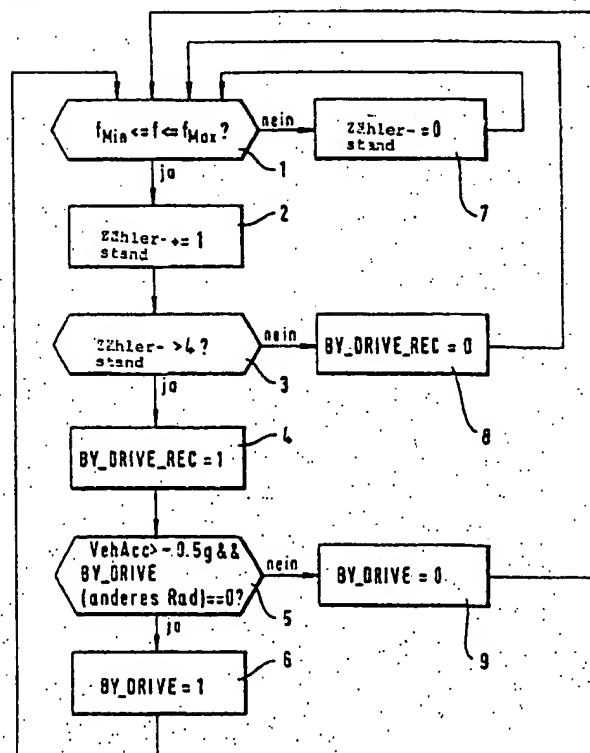 fMin <= f <= fMax?
nein
Zähler- = 0
stand
1
7
ja
2
Zähler- += 1
stand
Zähler- >4?
stand
nein
BY_DRIVE_REC = 0
3
8
ja
4
BY_DRIVE_REC = 1
VehAcc > -0.5g &&
BY_DRIVE
(anderes Rad)==0?
nein
BY_DRIVE = 0
5
9
ja
6
BY_DRIVE = 1